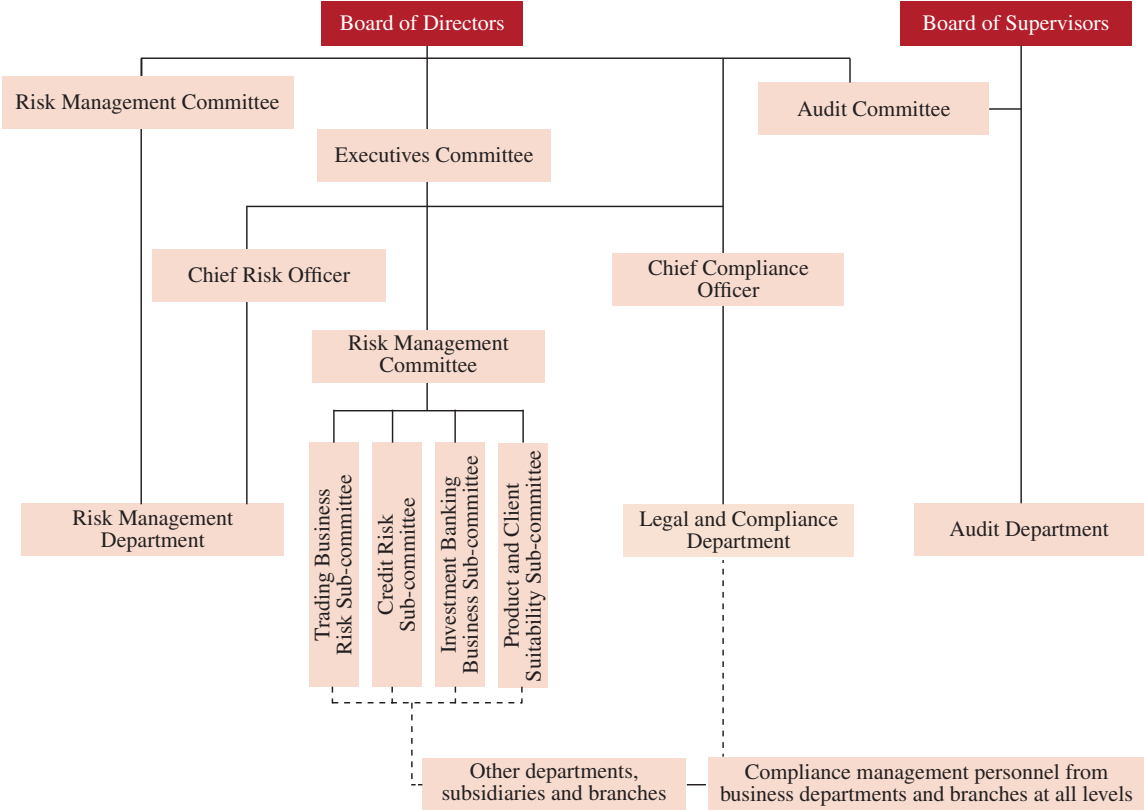 Board of Directors
Board of Supervisors
Risk Management Committee
Audit Committee
Executives Committee
Chief Risk Officer
Chief Compliance
Officer
Risk Management
Committee
Risk Management
Department
Trading Business
Risk Sub-committee
Credit Risk
Sub-committee
Investment Banking
Business Sub-committee
Product and Client
Suitability Sub-committee
Legal and Compliance
Department
Audit Department
Other departments,
subsidiaries and branches
Compliance management personnel from
business departments and branches at all levels